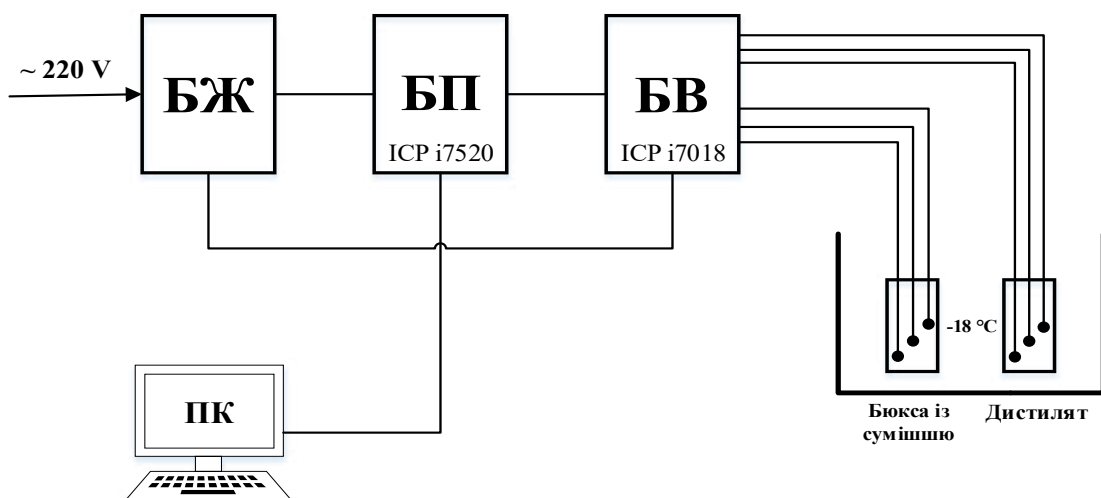 ~ 220 V
БЖ
БП
ICP i7520
БВ
ICP i7018
-18 °C
Бюкса із
сумішшю
Дистилят
ПК